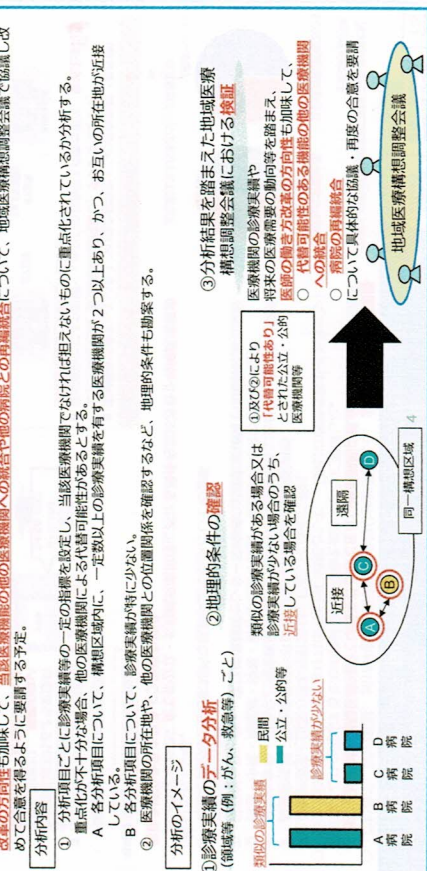 改革の方向性も加味して、当該医療機能の他の医療機関への統合や他の病院との再編統合について、地域医療構想調整会議で協議し改
めて合意を得るように要請する予定。
分析内容
① 分析項目ごとに診療実績等の一定の指標を設定し、当該医療機関でなければ担えないものに重点化されているか分析する。
重点化が不十分な場合、他の医療機関による代替可能性があるとする。
A 各分析項目について、構想区域内に、一定数以上の診療実績を有する医療機関が2つ以上あり、かつ、お互いの所在地が近接
している。
B 各分析項目について、診療実績が特に少ない。
② 医療機関の所在地や、他の医療機関との位置関係を確認するなど、地理的条件も勘案する。
分析のイメージ
①診療実績のデータ分析
(領域等(例:がん、救急等)ごと)
類似の診療実績
民間
公立・公的等
診療実績が少ない
A病院
B病院
C病院
D病院
②地理的条件の確認
類似の診療実績がある場合又は
診療実績が少ない場合のうち、
近接している場合を確認
近接
遠隔
A
B
C
D
同一構想区域
①及び②により
「代替可能性あり」
とされた公立・公的
医療機関等
③分析結果を踏まえた地域医療
構想調整会議における検証
医療機関の診療実績や
将来の医療需要の動向等を踏まえ、
医師の働き方改革の方向性も加味して、
○ 代替可能性のある機能の他の医療機関
への統合
○ 病院の再編統合
について具体的な協議・再度の合意を要請
地域医療構想調整会議
4